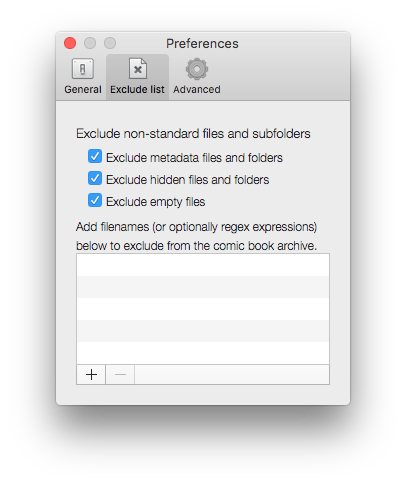 Preferences
General Exclude list Advanced
Exclude non-standard files and subfolders
Exclude metadata files and folders
Exclude hidden files and folders
Exclude empty files
Add filenames (or optionally regex expressions)
below to exclude from the comic book archive.